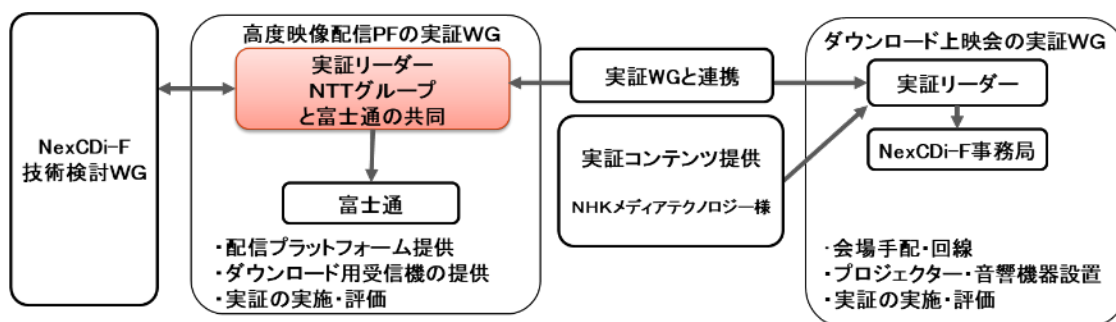 NexCDi-F
技術検討WG
高度映像配信PFの実証WG
実証リーダー
NTTグループ
と富士通の共同
富士通
・配信プラットフォーム提供
・ダウンロード用受信機の提供
・実証の実施・評価
実証WGと連携
実証コンテンツ提供
NHKメディアテクノロジー様
ダウンロード上映会の実証WG
実証リーダー
NexCDi-F事務局
・会場手配・回線
・プロジェクター・音響機器設置
・実証の実施・評価